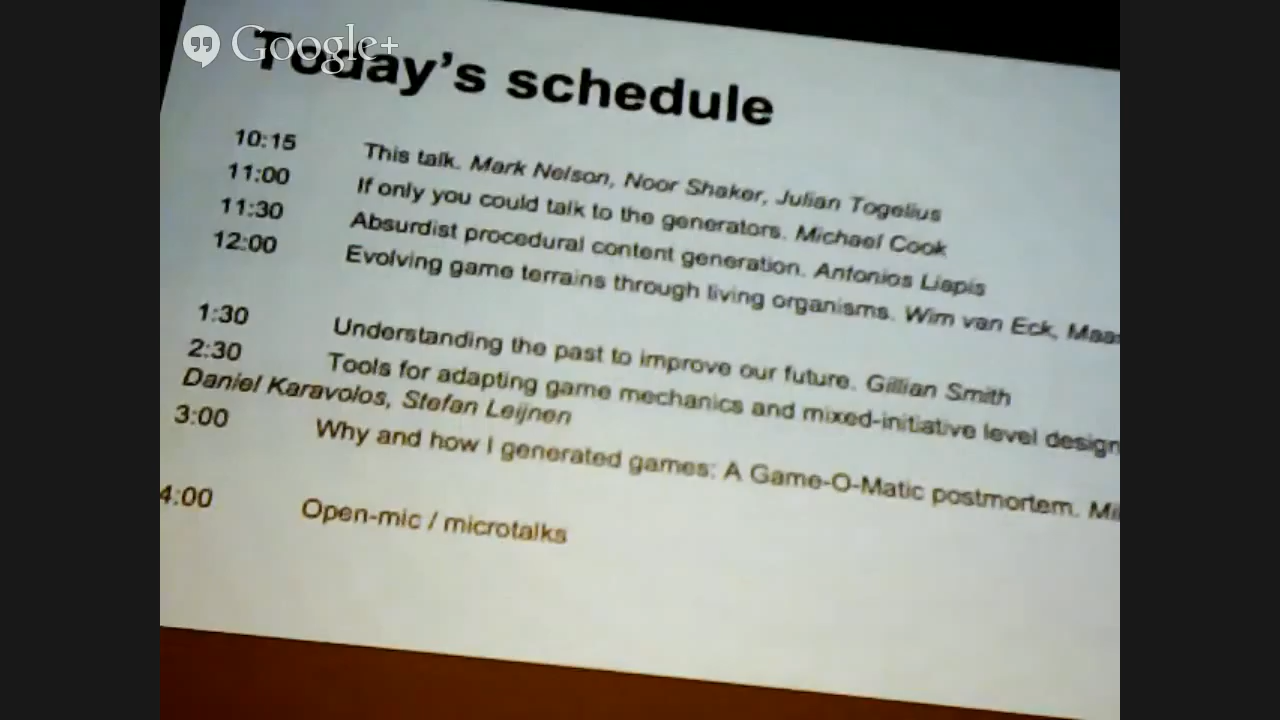 Google+
Today's schedule
10:15 This talk. Mark Nelson, Noor Shaker, Julian Togelius
11:00 If only you could talk to the generators. Michael Cook
11:30 Absurdist procedural content generation. Antonios Liapis
12:00 Evolving game terrains through living organisms. Wim van Eck,
1:30 Understanding the past to improve our future. Gillian Smith
2:30 Tools for adapting game mechanics and mixed-initiative level design
Daniel Karavolos, Stefan Leijnen
3:00 Why and how I generated games: A Game-O-Matic postmortem.
4:00 Open-mic / microtalks